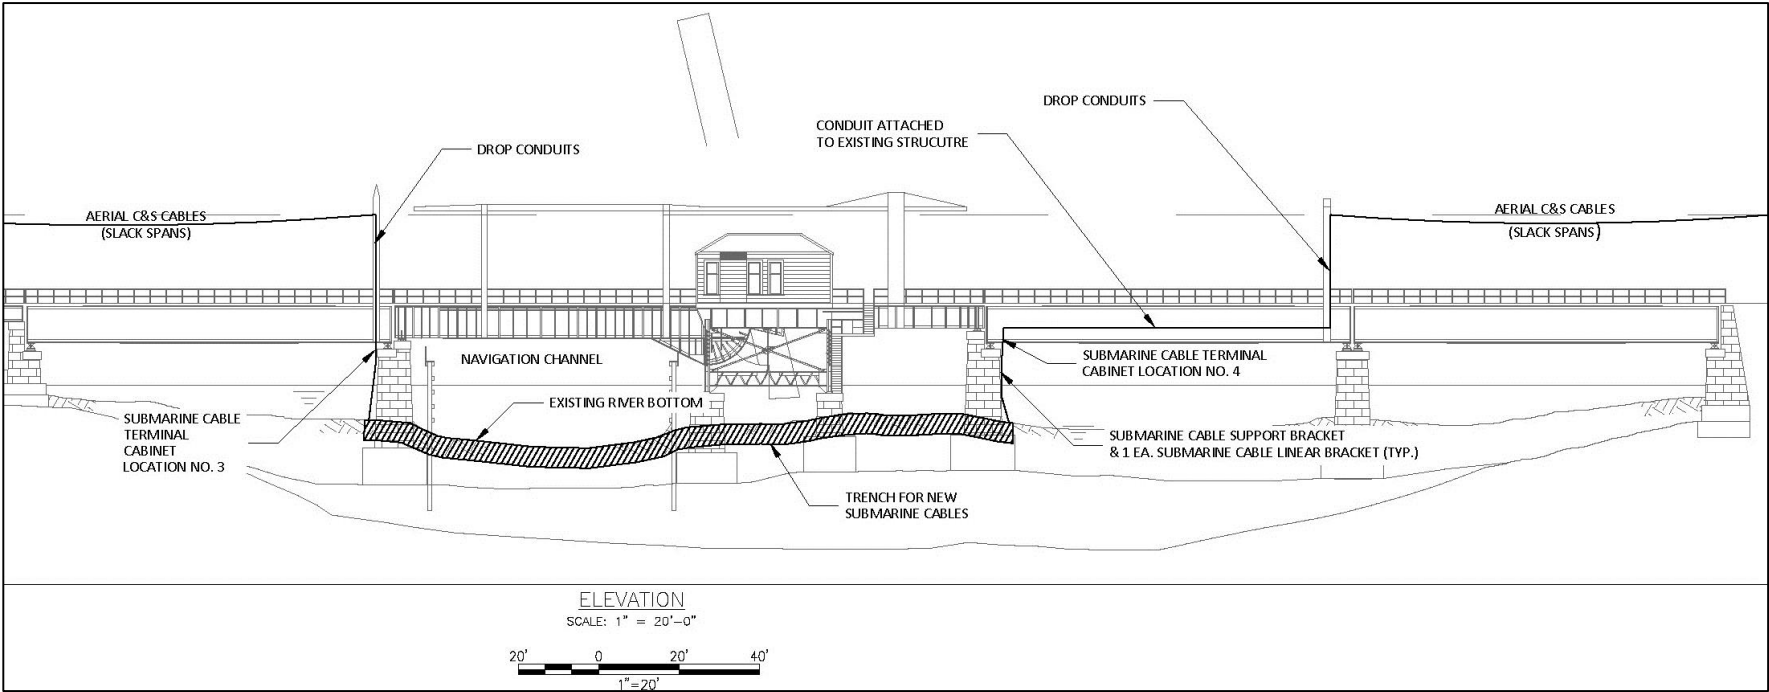 DROP CONDUITS
CONDUIT ATTACHED
TO EXISTING STRUCUTRE
DROP CONDUITS
AERIAL C&S CABLES
(SLACK SPANS)
AERIAL C&S CABLES
(SLACK SPANS)
NAVIGATION CHANNEL
SUBMARINE CABLE TERMINAL
CABINET LOCATION NO. 4
EXISTING RIVER BOTTOM
SUBMARINE CABLE
TERMINAL
CABINET
LOCATION NO. 3
SUBMARINE CABLE SUPPORT BRACKET
& 1 EA. SUBMARINE CABLE LINEAR BRACKET (TYP.)
TRENCH FOR NEW
SUBMARINE CABLES
ELEVATION
SCALE: 1" = 20'-0"
20' 0 20' 40'
1"=20'